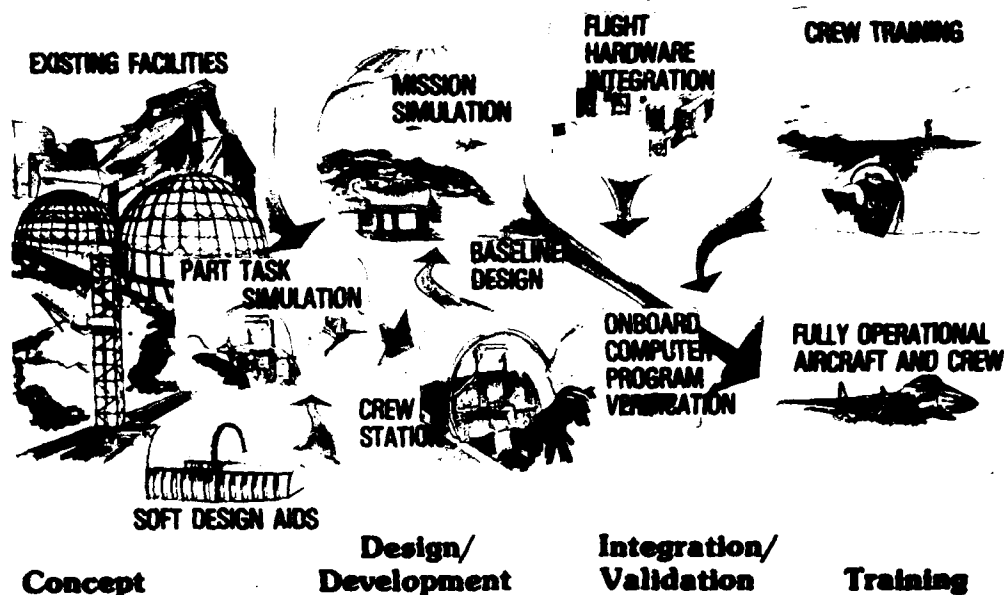 EXISTING FACILITIES
MISSION
SIMULATION
FLIGHT
HARDWARE
INTEGRATION
CREW TRAINING
PART TASK
SIMULATION
BASELINE
DESIGN
ONBOARD
COMPUTER
PROGRAM
VERIFICATION
FULLY OPERATIONAL
AIRCRAFT AND CREW
CREW
STATION
SOFT DESIGN AIDS
Concept
Design/
Development
Integration/
Validation
Training